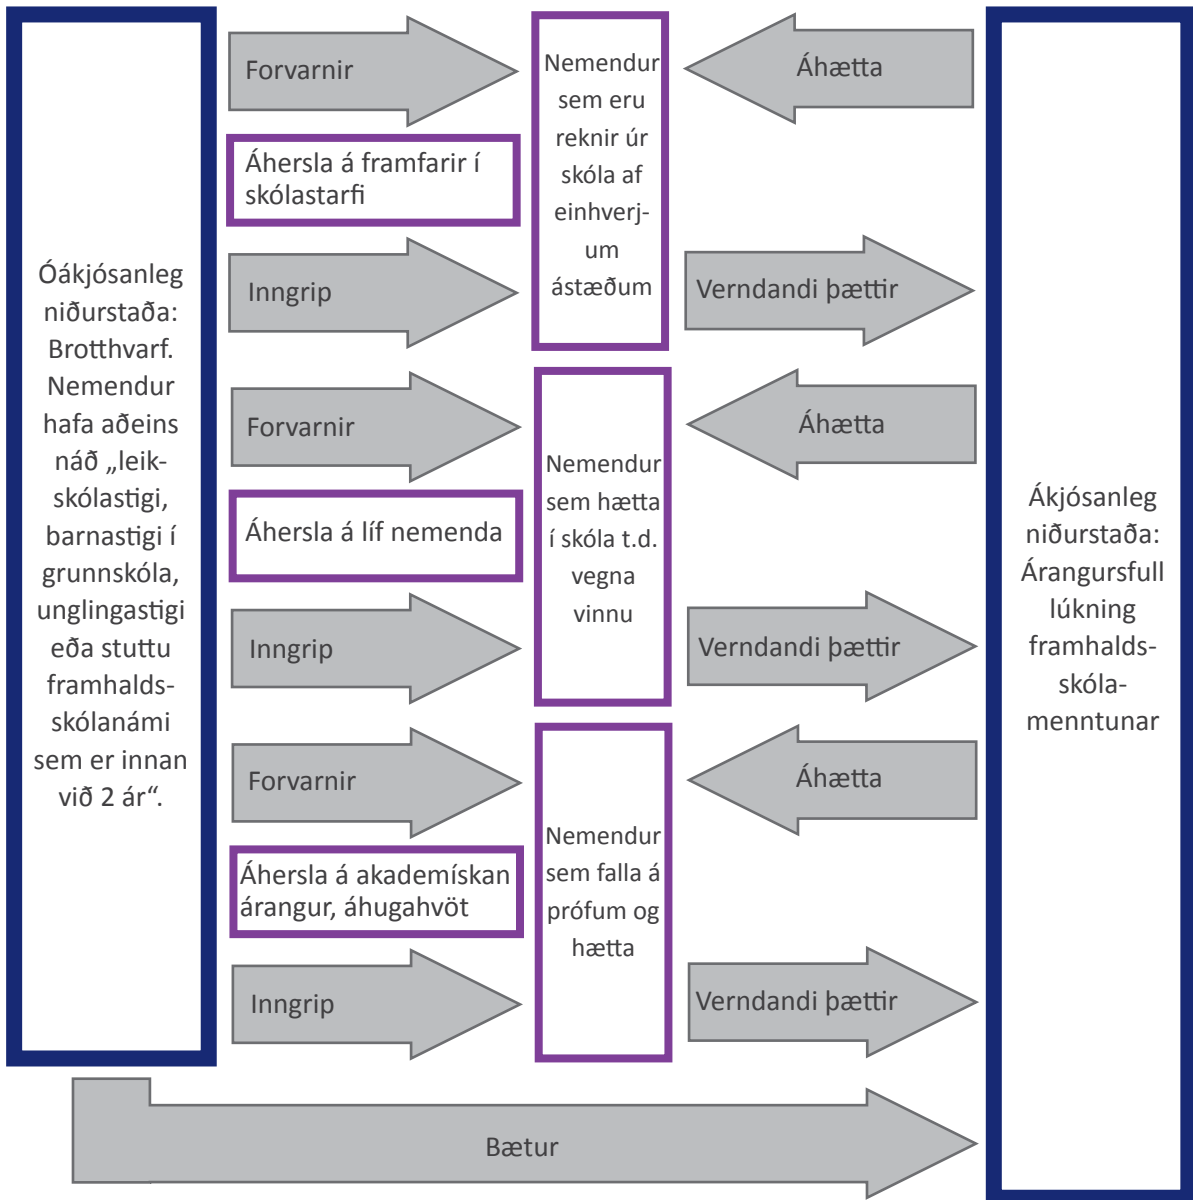 Óákjósanleg
niðurstaða:
Brotthvarf.
Nemendur
hafa aðeins
náð „leik-
skólastigi,
barnastigi í
grunnskóla,
unglingastigi
eða stuttu
framhalds-
skólanámi
sem er innan
við 2 ár“.
Forvarnir
Áhersla á framfarir í
skólastarfi
Inngrip
Nemendur
sem eru
reknir úr
skóla af
einhverj-
um
ástæðum
Áhætta
Verndandi þættir
Forvarnir
Áhersla á líf nemenda
Inngrip
Nemendur
sem hætta
í skóla t.d.
vegna
vinnu
Áhætta
Verndandi þættir
Forvarnir
Áhersla á akademískan
árangur, áhugahvöt
Inngrip
Nemendur
sem falla á
prófum og
hætta
Áhætta
Verndandi þættir
Ákjósanleg
niðurstaða:
Árangursfull
lúkning
framhalds-
skóla-
menntunar
Bætur